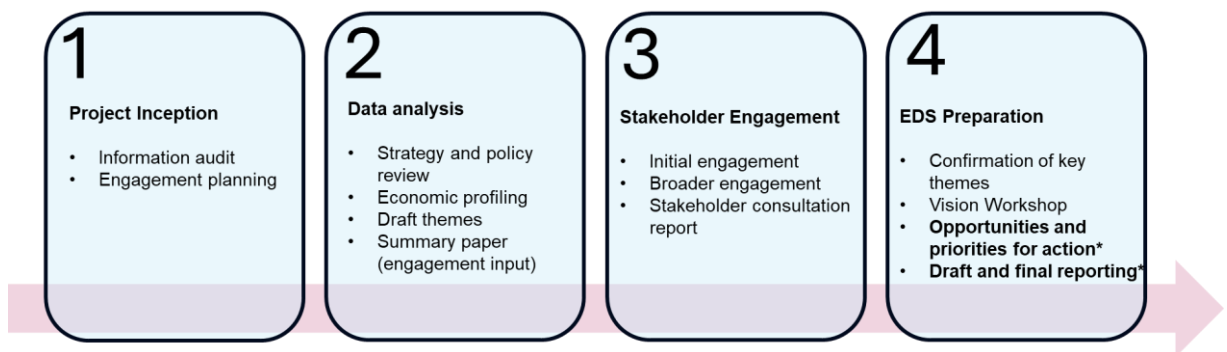 1
Project Inception
• Information audit
• Engagement planning
2
Data analysis
• Strategy and policy
review
• Economic profiling
• Draft themes
• Summary paper
(engagement input)
3
Stakeholder Engagement
• Initial engagement
• Broader engagement
• Stakeholder consultation
report
4
EDS Preparation
• Confirmation of key
themes
• Vision Workshop
• Opportunities and
priorities for action*
• Draft and final reporting*